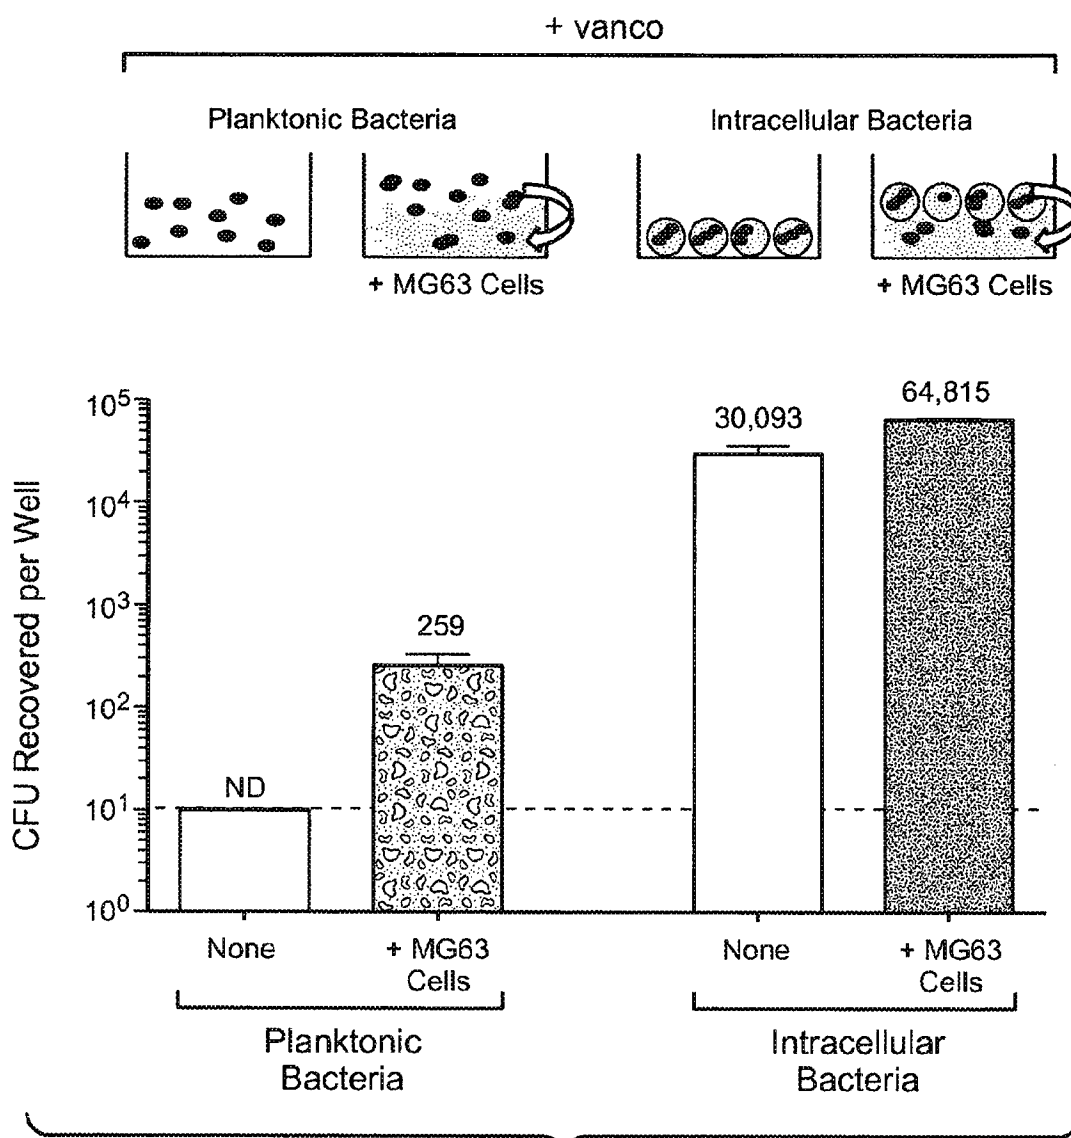 + vanco
Planktonic Bacteria
Intracellular Bacteria
+ MG63 Cells
+ MG63 Cells
CFU Recovered per Well
10^5
10^4
10^3
10^2
10^1
10^0
ND
259
30,093
64,815
None
+ MG63
Cells
None
+ MG63
Cells
Planktonic
Bacteria
Intracellular
Bacteria